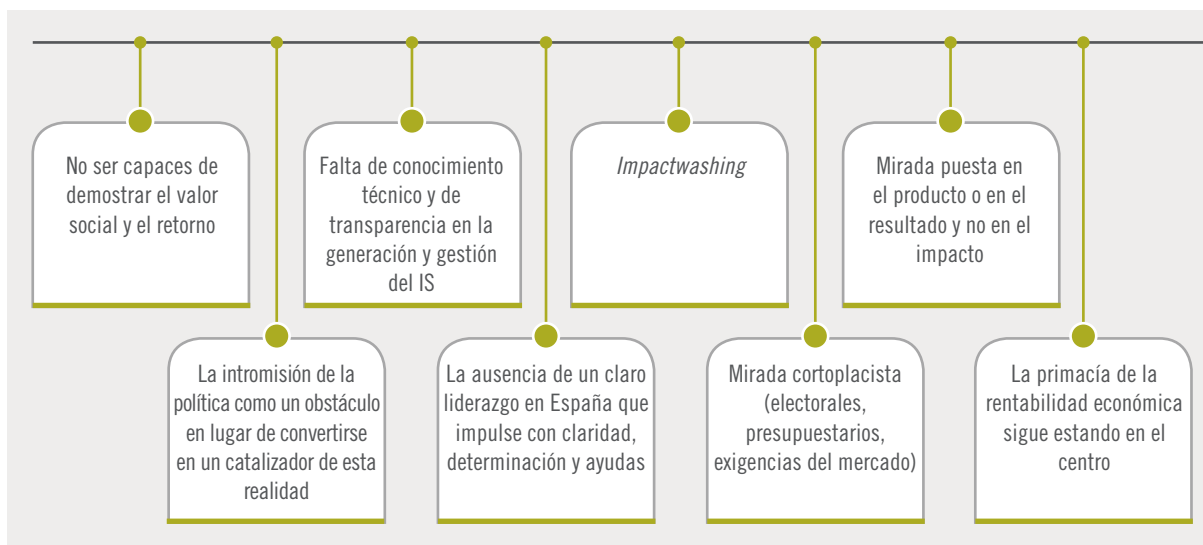 No ser capaces de
demostrar el valor
social y el retorno
La intromisión de la
política como un obstáculo
en lugar de convertirse
en un catalizador de esta
realidad
Falta de conocimiento
técnico y de
transparencia en la
generación y gestión
del IS
La ausencia de un claro
liderazgo en España que
impulse con claridad,
determinación y ayudas
Impactwashing
Mirada cortoplacista
(electorales,
presupuestarios,
exigencias del mercado)
Mirada puesta en
el producto o en el
resultado y no en el
impacto
La primacía de la
rentabilidad económica
sigue estando en el
centro